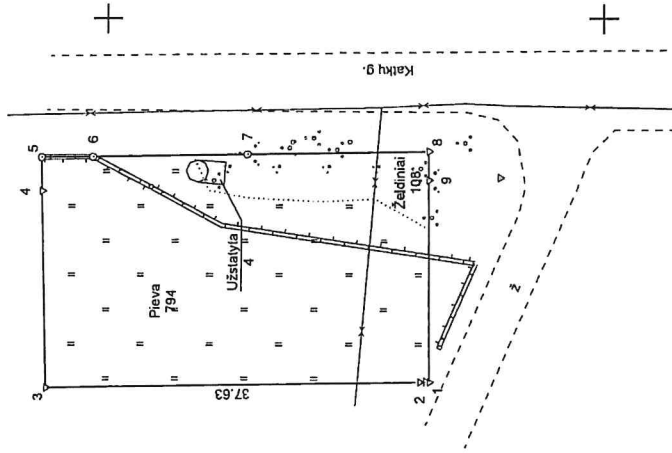 Katkų g.
5
6
4
7
8
9
Želdiniai
108
Užstatyta
4
Pieva
794
3
37.63
2
1
Ž